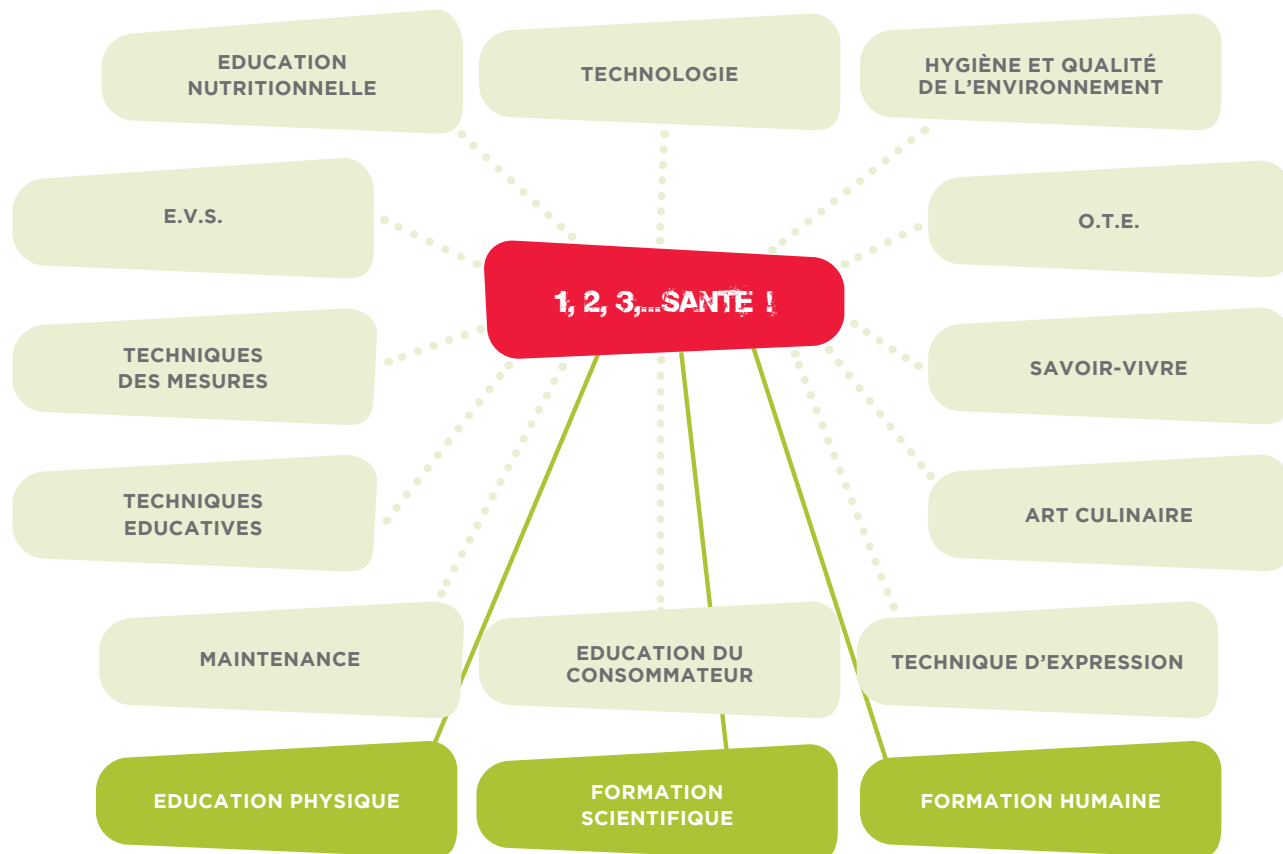 EDUCATION
NUTRITIONNELLE
TECHNOLOGIE
HYGIÈNE ET QUALITÉ
DE L'ENVIRONNEMENT
E.V.S.
O.T.E.
1, 2, 3,...SANTE !
TECHNIQUES
DES MESURES
SAVOIR-VIVRE
TECHNIQUES
EDUCATIVES
ART CULINAIRE
MAINTENANCE
EDUCATION DU
CONSOMMATEUR
TECHNIQUE D'EXPRESSION
EDUCATION PHYSIQUE
FORMATION
SCIENTIFIQUE
FORMATION HUMAINE